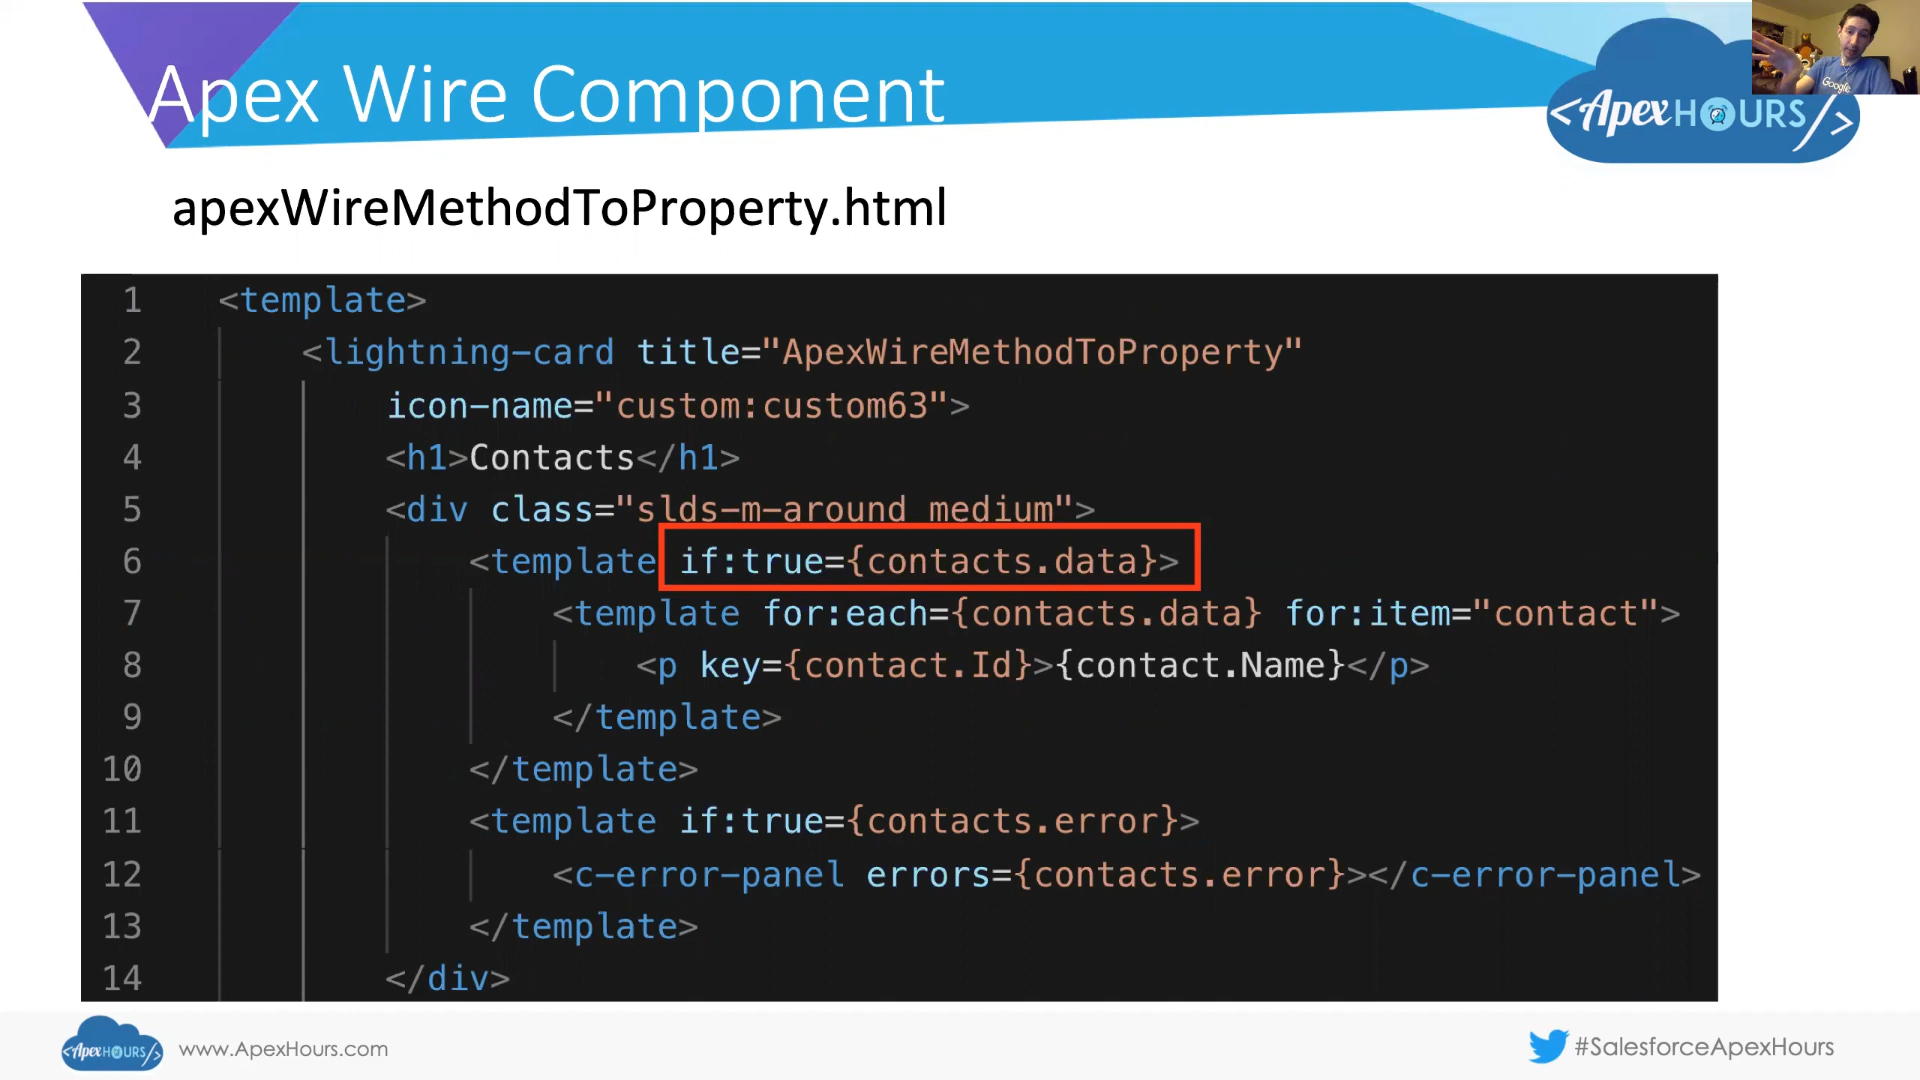 Apex Wire Component
<ApexHOURS/>
Google
apexWireMethodToProperty.html
1 <template>
2 <lightning-card title="ApexWireMethodToProperty"
3 icon-name="custom:custom63">
4 <h1>Contacts</h1>
5 <div class="slds-m-around_medium">
6 <template if:true={contacts.data}>
7 <template for:each={contacts.data} for:item="contact">
8 <p key={contact.Id}>{contact.Name}</p>
9 </template>
10 </template>
11 <template if:true={contacts.error}>
12 <c-error-panel errors={contacts.error}></c-error-panel>
13 </template>
14 </div>
<ApexHOURS/>
www.ApexHours.com
#SalesforceApexHours